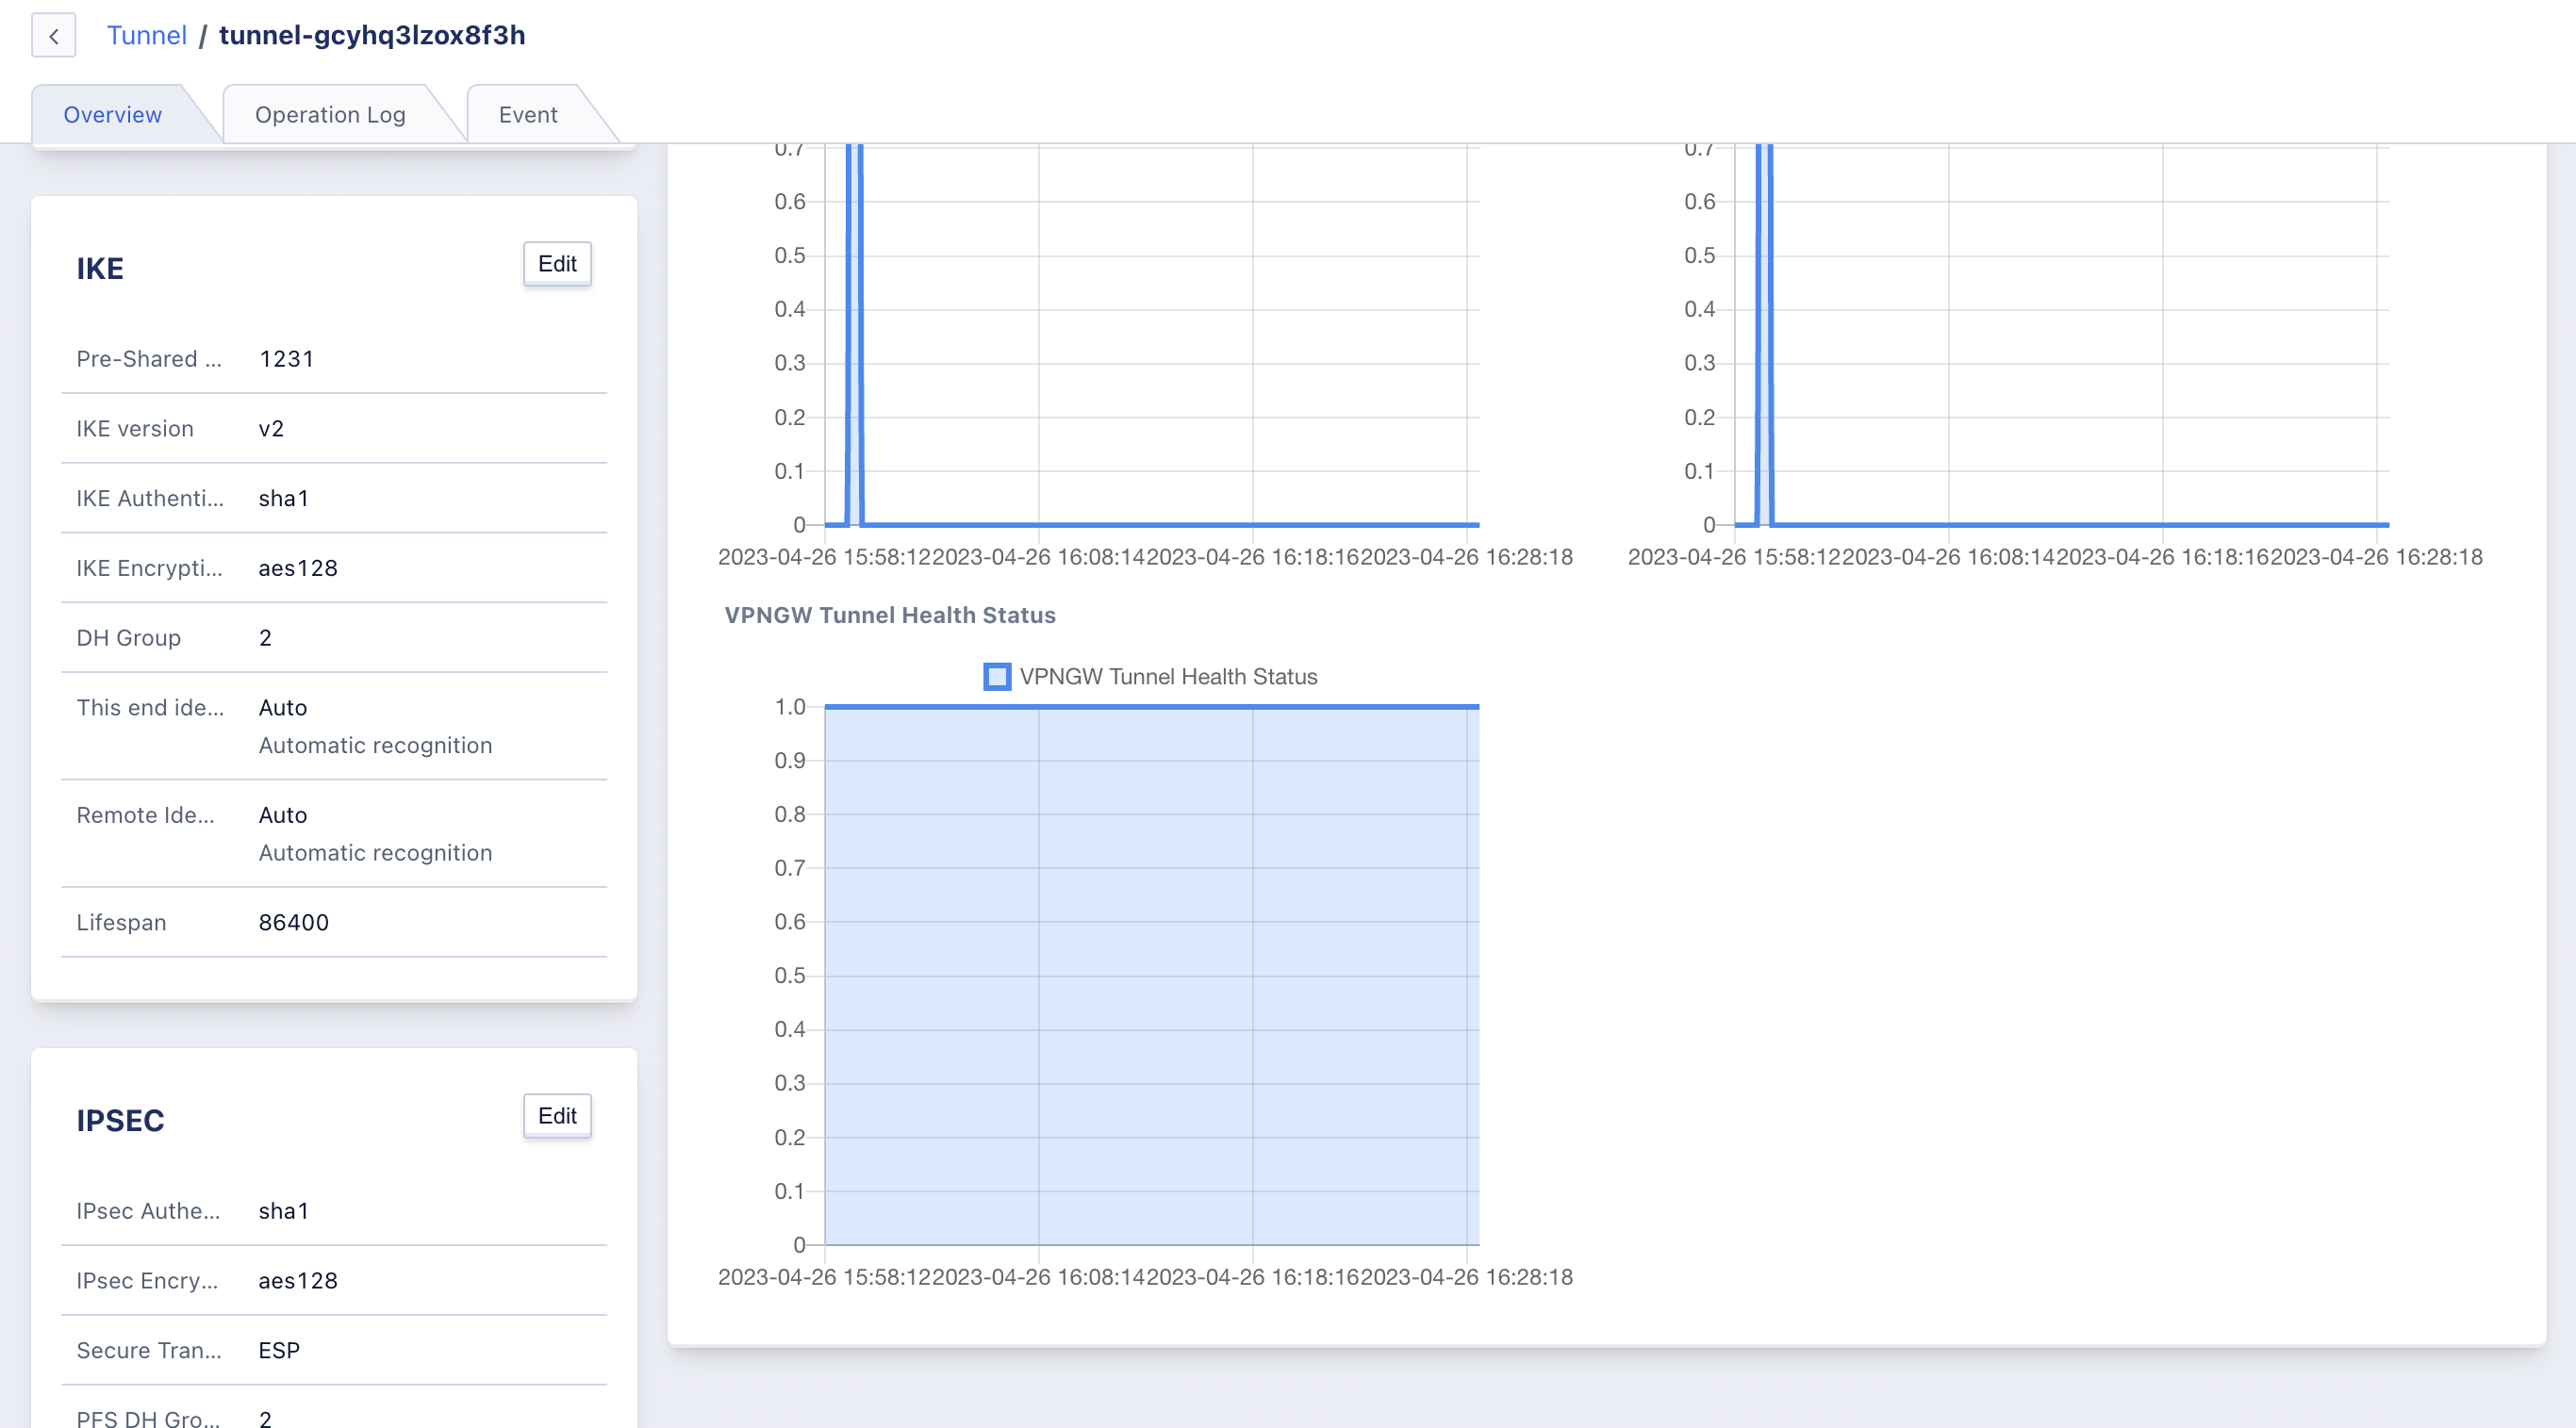 Tunnel / tunnel-gcyhq3lzox8f3h
Overview
Operation Log
Event
IKE
Edit
Pre-Shared ... 1231
IKE version v2
IKE Authenti... sha1
IKE Encrypti... aes128
DH Group 2
This end ide... Auto
Automatic recognition
Remote Ide... Auto
Automatic recognition
Lifespan 86400
IPSEC
Edit
IPsec Authe... sha1
IPsec Encry... aes128
Secure Tran... ESP
PFS DH Gro... 2
0.7
0.6
0.5
0.4
0.3
0.2
0.1
0
2023-04-26 15:58:12 2023-04-26 16:08:14 2023-04-26 16:18:16 2023-04-26 16:28:18
0.7
0.6
0.5
0.4
0.3
0.2
0.1
0
2023-04-26 15:58:12 2023-04-26 16:08:14 2023-04-26 16:18:16 2023-04-26 16:28:18
VPNGW Tunnel Health Status
VPNGW Tunnel Health Status
1.0
0.9
0.8
0.7
0.6
0.5
0.4
0.3
0.2
0.1
0
2023-04-26 15:58:12 2023-04-26 16:08:14 2023-04-26 16:18:16 2023-04-26 16:28:18